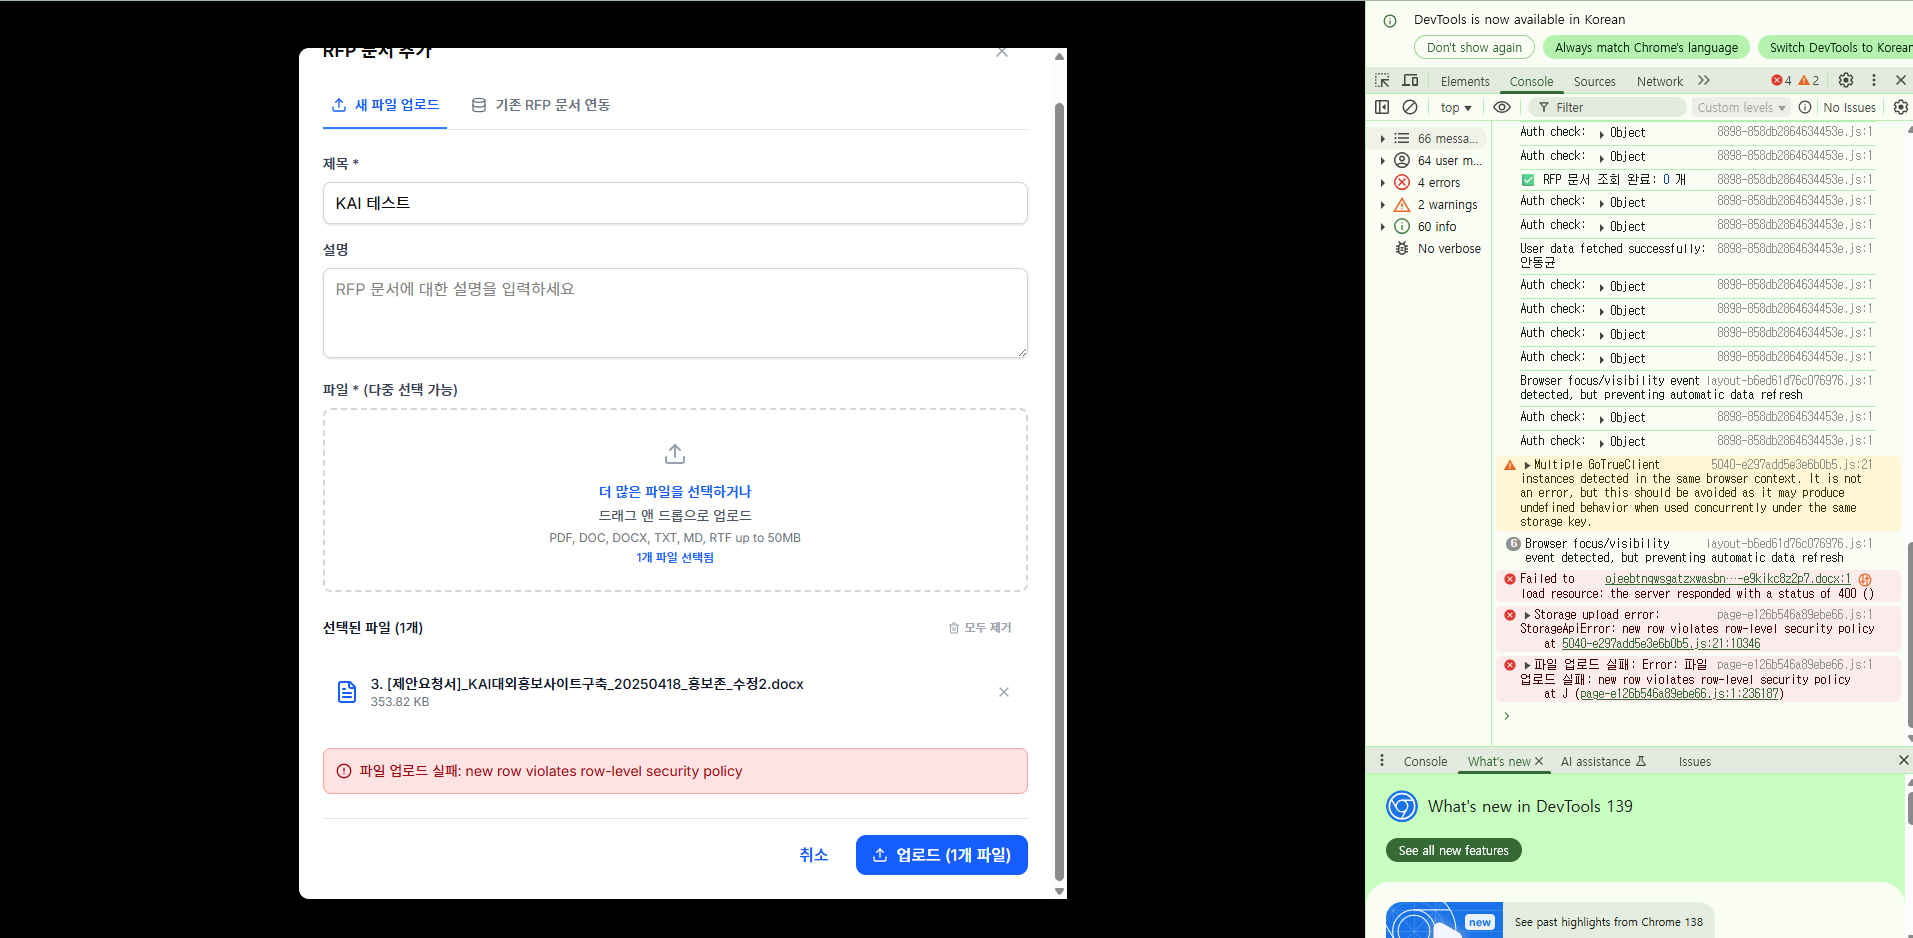 RFP 문서 추가
새 파일 업로드
기존 RFP 문서 연동
제목 *
KAI 테스트
설명
RFP 문서에 대한 설명을 입력하세요
파일 * (다중 선택 가능)
더 많은 파일을 선택하거나
드래그 앤 드롭으로 업로드
PDF, DOC, DOCX, TXT, MD, RTF up to 50MB
1개 파일 선택됨
선택된 파일 (1개)
모두 제거
3. [제안요청서]_KAI대외홍보사이트구축_20250418_홍보존_수정2.docx
353.82 KB
파일 업로드 실패: new row violates row-level security policy
취소
업로드 (1개 파일)
DevTools is now available in Korean
Don't show again
Always match Chrome's language
Switch DevTools to Korean
Elements
Console
Sources
Network
4
2
top
Filter
Custom levels
No Issues
66 messa...
64 user m...
4 errors
2 warnings
60 info
No verbose
Auth check: Object 8898-858db2864634453e.js:1
Auth check: Object 8898-858db2864634453e.js:1
RFP 문서 조회 완료: 0 개 8898-858db2864634453e.js:1
Auth check: Object 8898-858db2864634453e.js:1
Auth check: Object 8898-858db2864634453e.js:1
User data fetched successfully: 8898-858db2864634453e.js:1
안동균
Auth check: Object 8898-858db2864634453e.js:1
Auth check: Object 8898-858db2864634453e.js:1
Auth check: Object 8898-858db2864634453e.js:1
Auth check: Object 8898-858db2864634453e.js:1
Browser focus/visibility event layout-b6ed61d76c076976.js:1
detected, but preventing automatic data refresh
Auth check: Object 8898-858db2864634453e.js:1
Auth check: Object 8898-858db2864634453e.js:1
Multiple GoTrueClient 5040-e297add5e3e6b0b5.js:21
instances detected in the same browser context. It is not
an error, but this should be avoided as it may produce
undefined behavior when used concurrently under the same
storage key.
6 Browser focus/visibility layout-b6ed61d76c076976.js:1
event detected, but preventing automatic data refresh
Failed to ojeebtnqwsgatzxwasbn…-e9kikc8z2p7.docx:1
load resource: the server responded with a status of 400 ()
Storage upload error: page-e126b546a89ebe66.js:1
StorageApiError: new row violates row-level security policy
at 5040-e297add5e3e6b0b5.js:21:10346
파일 업로드 실패: Error: 파일 page-e126b546a89ebe66.js:1
업로드 실패: new row violates row-level security policy
at J (page-e126b546a89ebe66.js:1:236187)
Console
What's new
AI assistance
Issues
What's new in DevTools 139
See all new features
new
See past highlights from Chrome 138